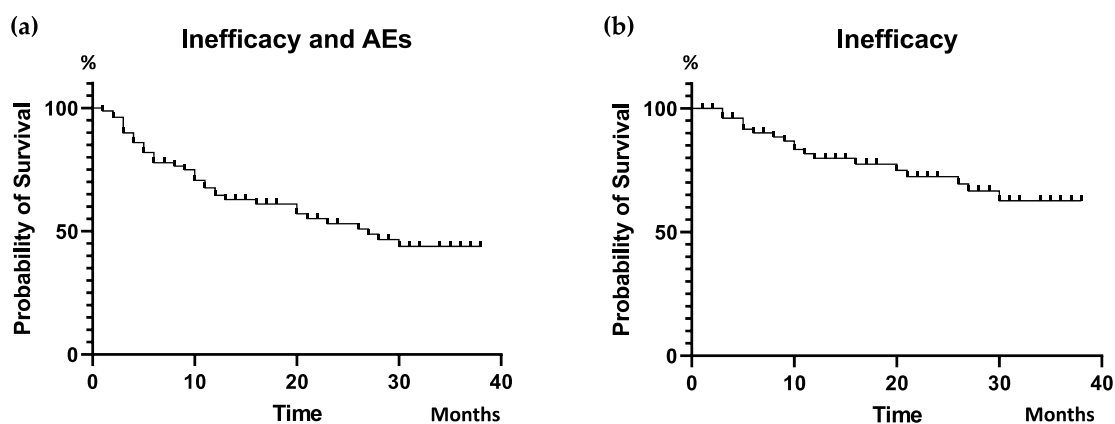 (a)
Inefficacy and AEs
%
Probability of Survival
100
50
0
0 10 20 30 40
Time
Months
(b)
Inefficacy
%
Probability of Survival
100
50
0
0 10 20 30 40
Time
Months